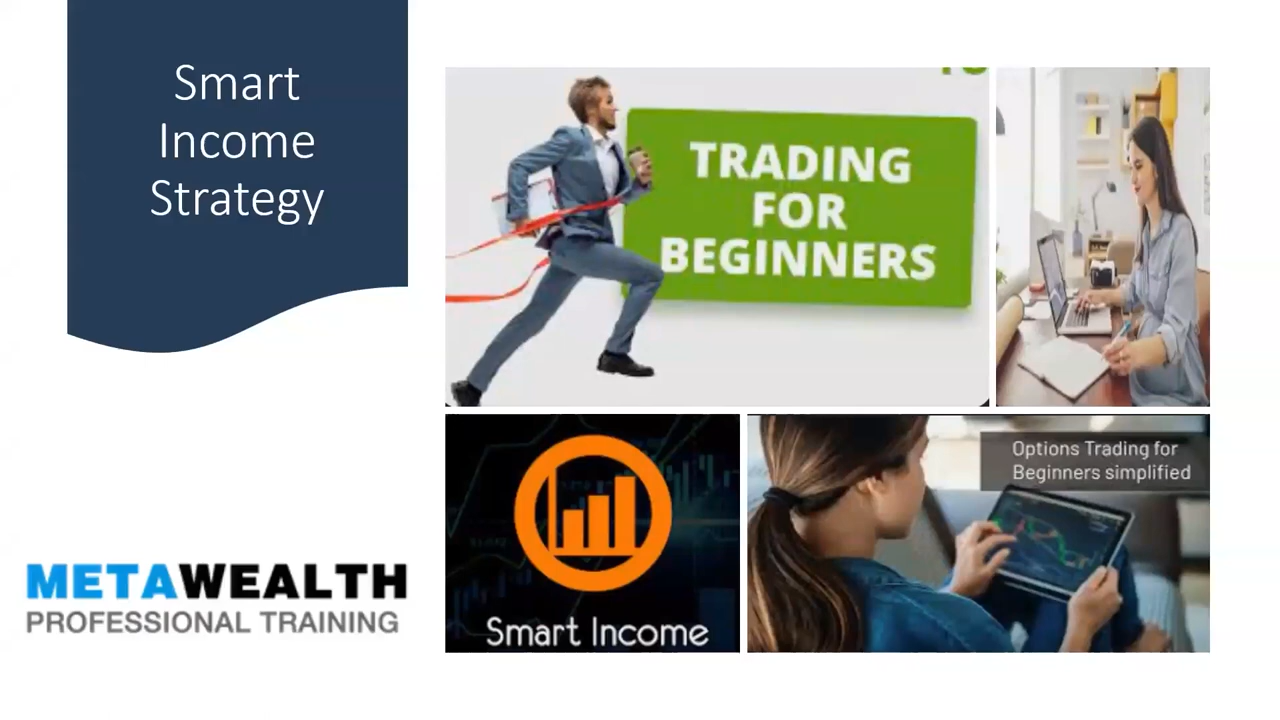 Smart
Income
Strategy
TRADING
FOR
BEGINNERS
Options Trading for
Beginners simplified
Smart Income
METAWEALTH
PROFESSIONAL TRAINING